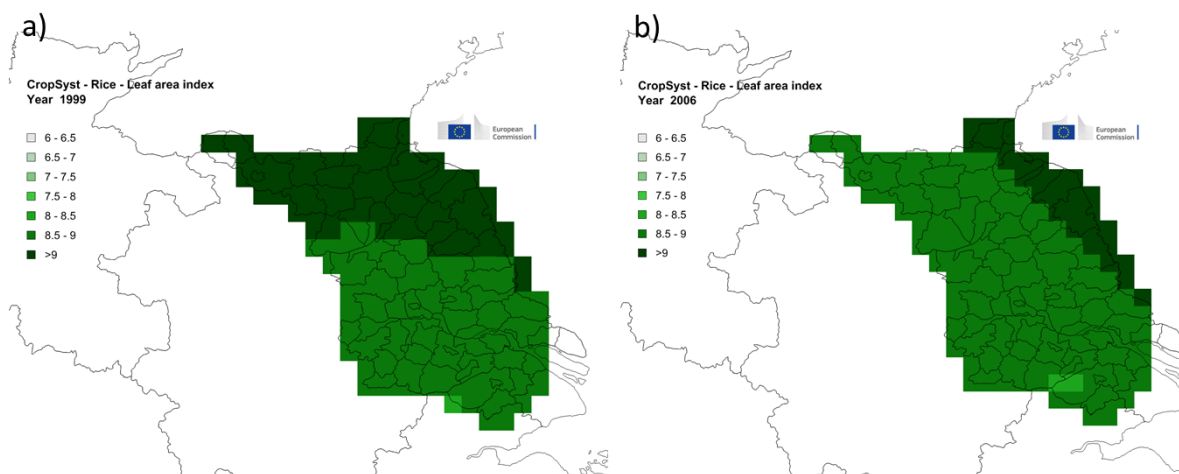 a)
CropSyst - Rice - Leaf area index
Year 1999
6 - 6.5
6.5 - 7
7 - 7.5
7.5 - 8
8 - 8.5
8.5 - 9
>9
European
Commission
b)
CropSyst - Rice - Leaf area index
Year 2006
6 - 6.5
6.5 - 7
7 - 7.5
7.5 - 8
8 - 8.5
8.5 - 9
>9
European
Commission